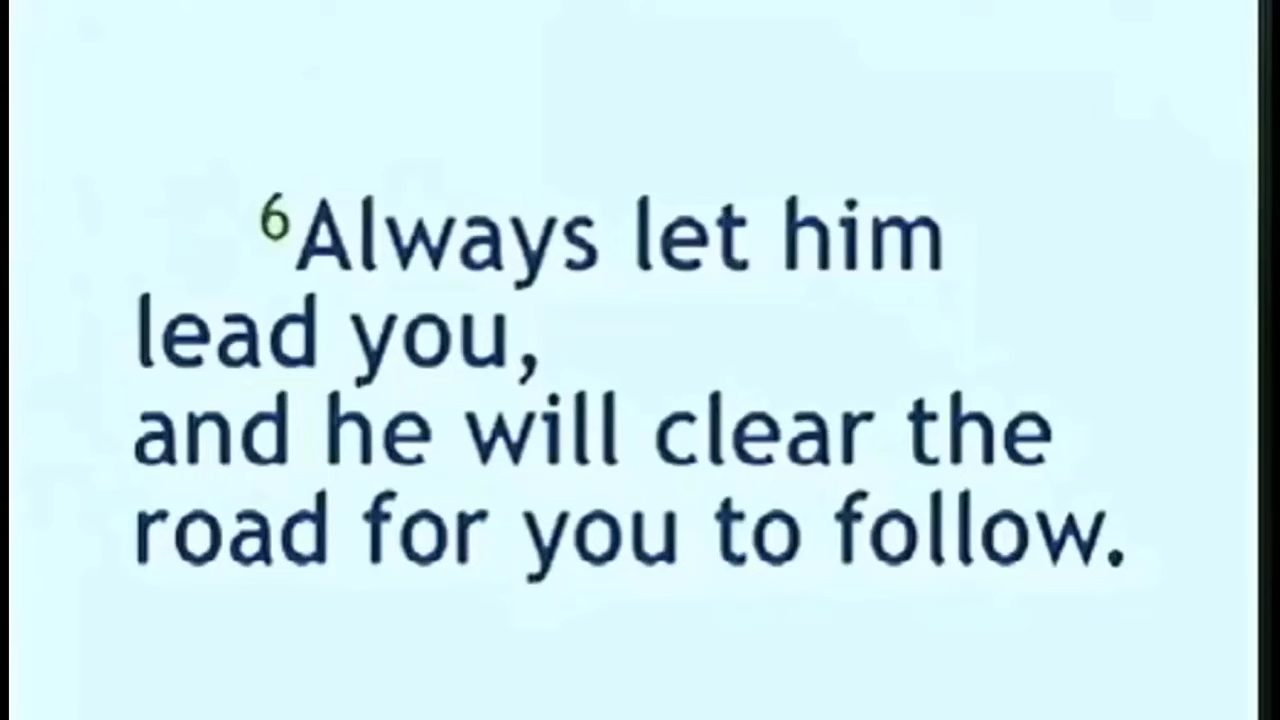 ⁶Always let him
lead you,
and he will clear the
road for you to follow.